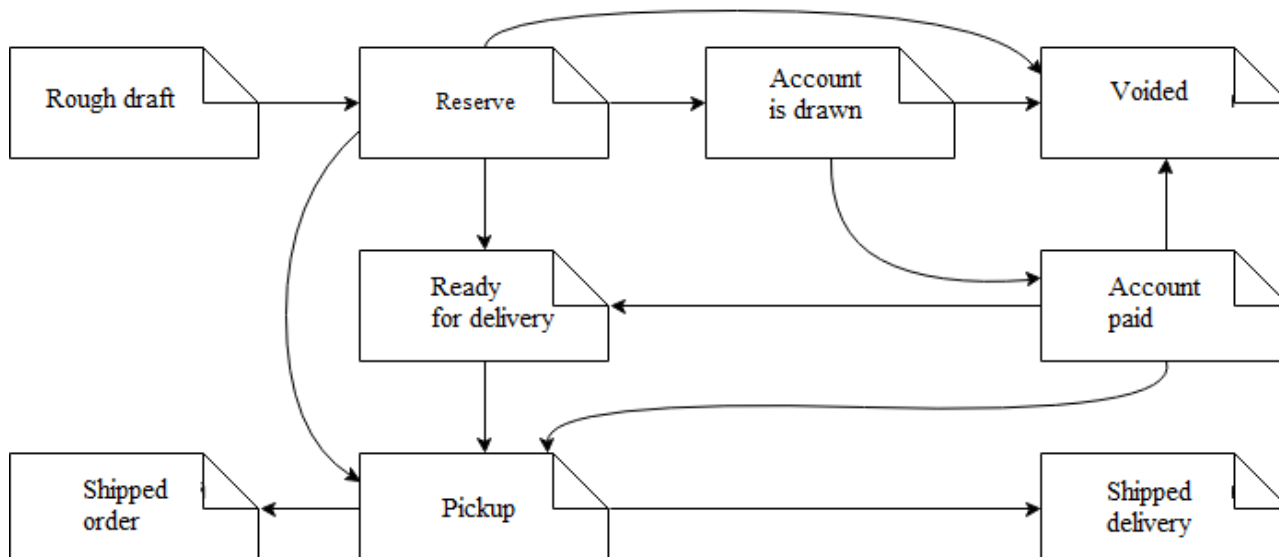 Rough draft
Reserve
Account
is drawn
Voided
Ready
for delivery
Account
paid
Shipped
order
Pickup
Shipped
delivery